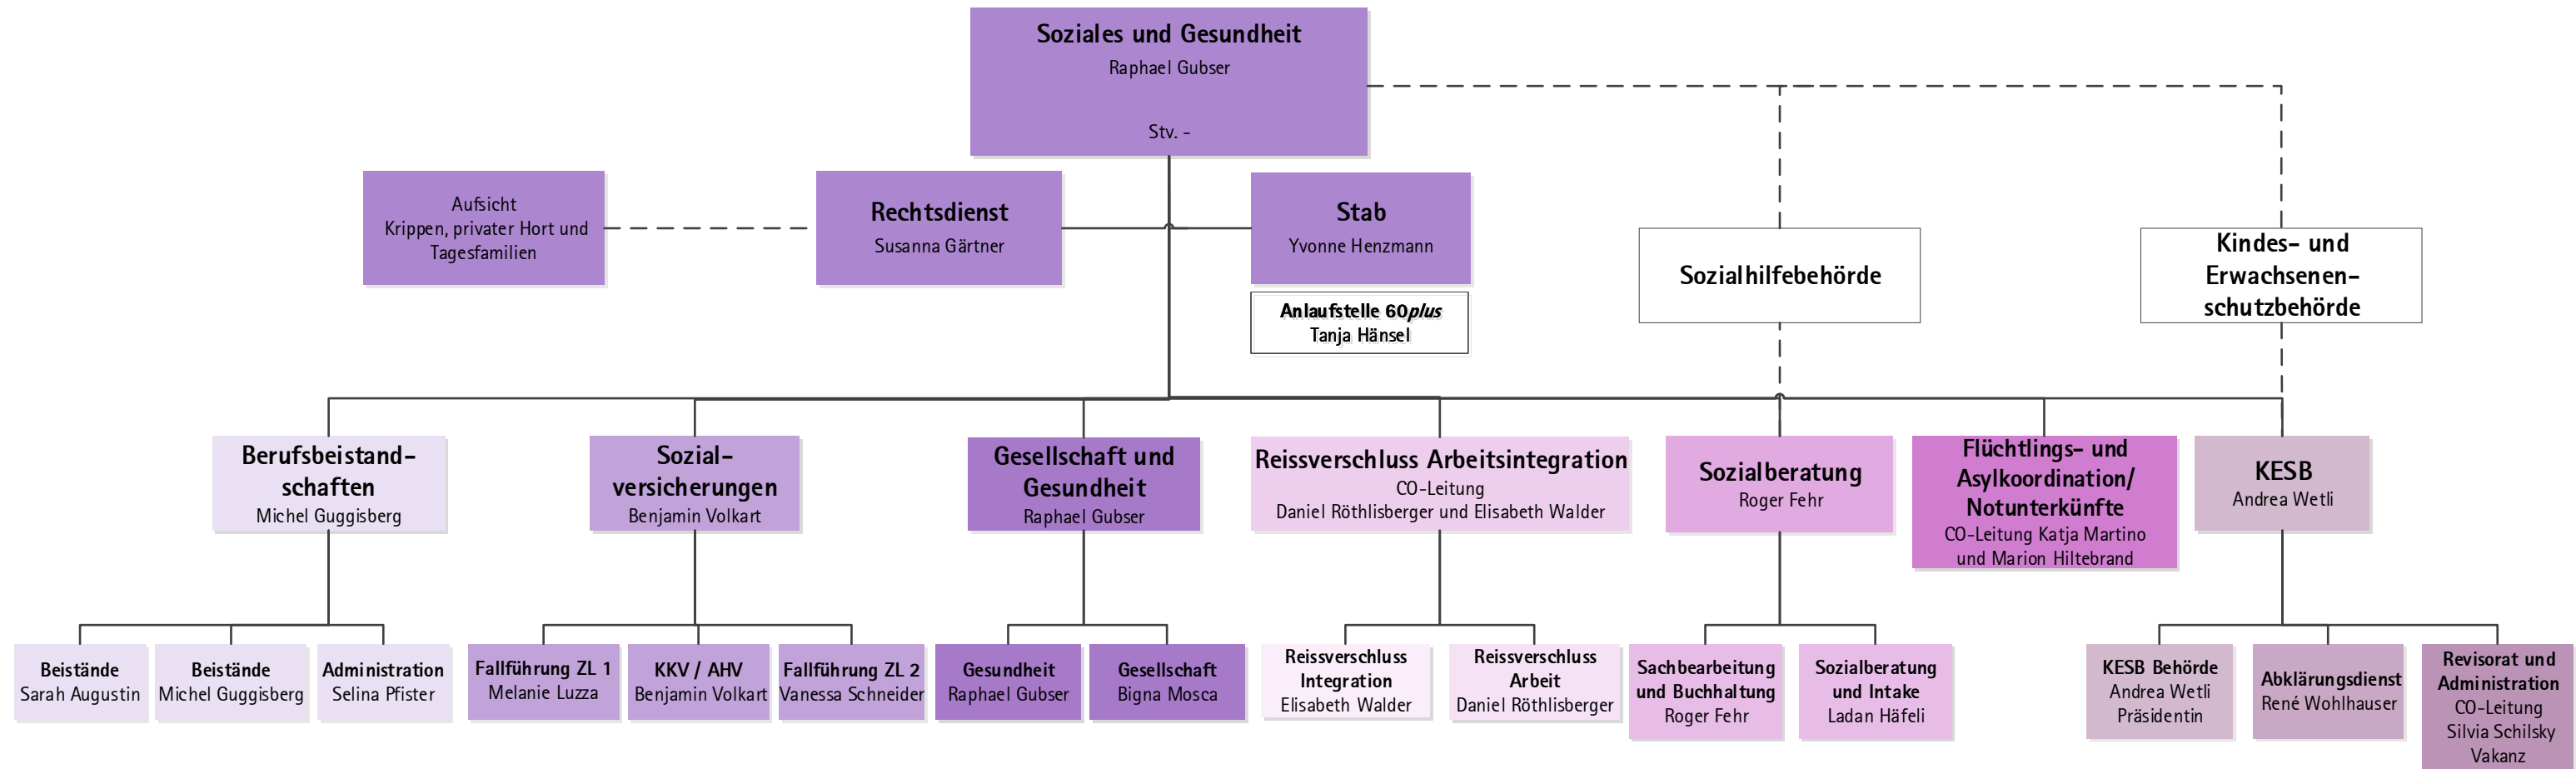 Soziales und Gesundheit
Raphael Gubser
Stv. -
Aufsicht
Krippen, privater Hort und
Tagesfamilien
Rechtsdienst
Susanna Gärtner
Stab
Yvonne Henzmann
Anlaufstelle 60plus
Tanja Hänsel
Sozialhilfebehörde
Kindes- und
Erwachsenen-
schutzbehörde
Berufsbeistand-
schaften
Michel Guggisberg
Sozial-
versicherungen
Benjamin Volkart
Gesellschaft und
Gesundheit
Raphael Gubser
Reissverschluss Arbeitsintegration
CO-Leitung
Daniel Röthlisberger und Elisabeth Walder
Sozialberatung
Roger Fehr
Flüchtlings- und
Asylkoordination/
Notunterkünfte
CO-Leitung Katja Martino
und Marion Hiltebrand
KESB
Andrea Wetli
Beistände
Sarah Augustin
Beistände
Michel Guggisberg
Administration
Selina Pfister
Fallführung ZL 1
Melanie Luzza
KKV / AHV
Benjamin Volkart
Fallführung ZL 2
Vanessa Schneider
Gesundheit
Raphael Gubser
Gesellschaft
Bigna Mosca
Reissverschluss
Integration
Elisabeth Walder
Reissverschluss
Arbeit
Daniel Röthlisberger
Sachbearbeitung
und Buchhaltung
Roger Fehr
Sozialberatung
und Intake
Ladan Häfeli
KESB Behörde
Andrea Wetli
Präsidentin
Abklärungsdienst
René Wohlhauser
Revisorat und
Administration
CO-Leitung
Silvia Schilsky
Vakanz